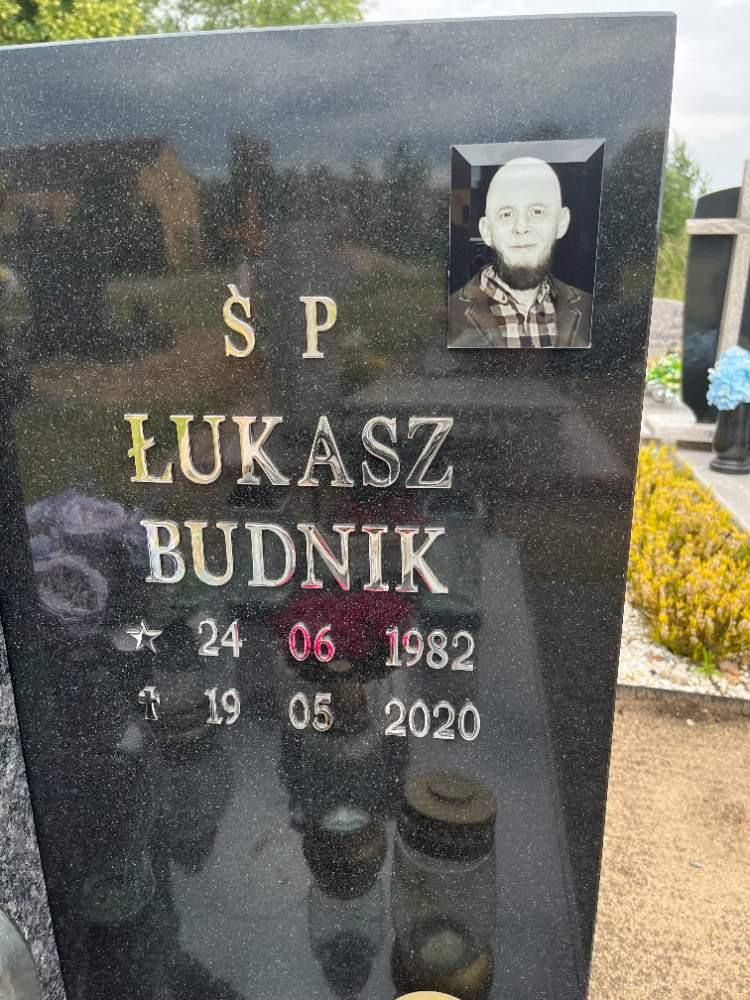 Ś P
ŁUKASZ
BUDNIK
24 06 1982
19 05 2020